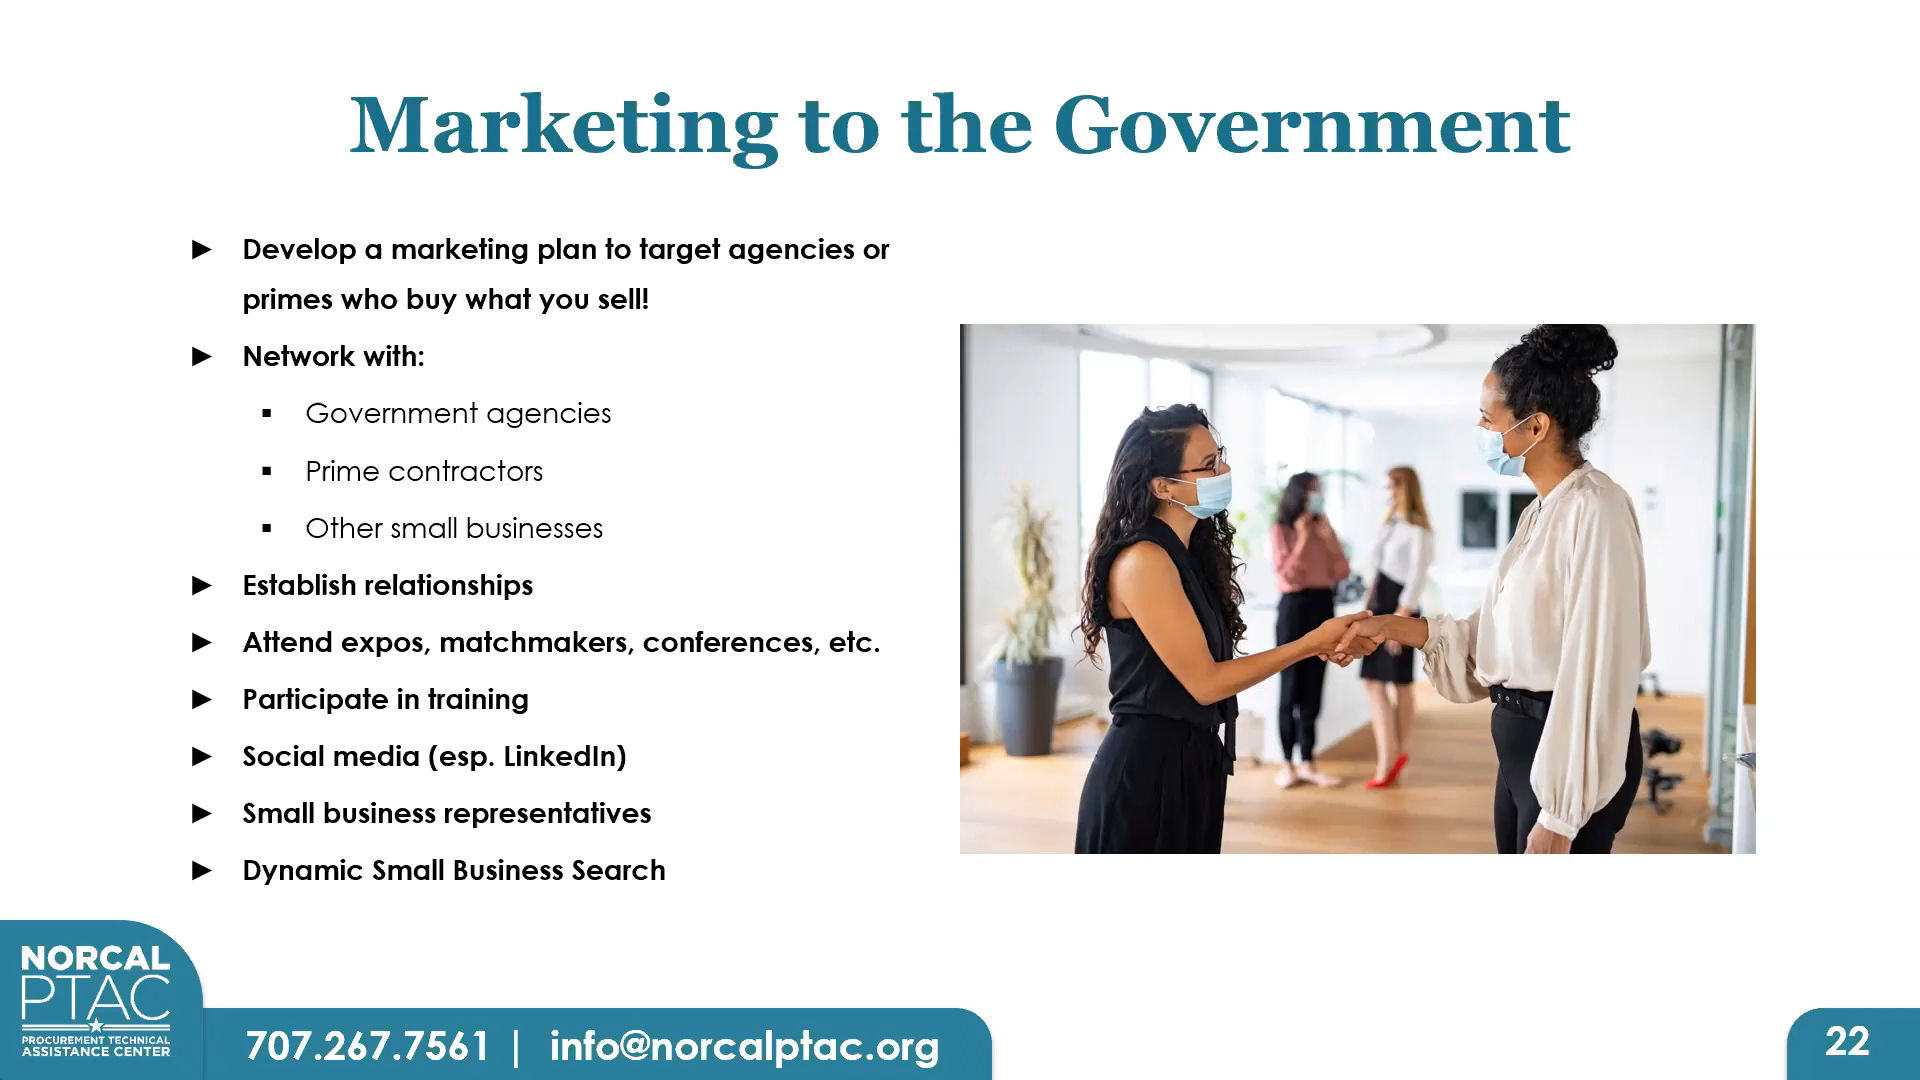 Marketing to the Government
► Develop a marketing plan to target agencies or
primes who buy what you sell!
► Network with:
▪ Government agencies
▪ Prime contractors
▪ Other small businesses
► Establish relationships
► Attend expos, matchmakers, conferences, etc.
► Participate in training
► Social media (esp. LinkedIn)
► Small business representatives
► Dynamic Small Business Search
NORCAL
PTAC
PROCUREMENT TECHNICAL
ASSISTANCE CENTER
707.267.7561 | info@norcalptac.org
22